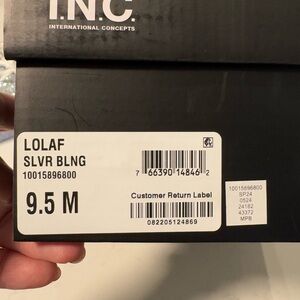 I.N.C.
INTERNATIONAL CONCEPTS
LOLAF
SLVR BLNG
10015896800
9.5 M
7 66390 14846 2
Customer Return Label
082205124869
10015896800
SP24
0524
24182
43372
MPB